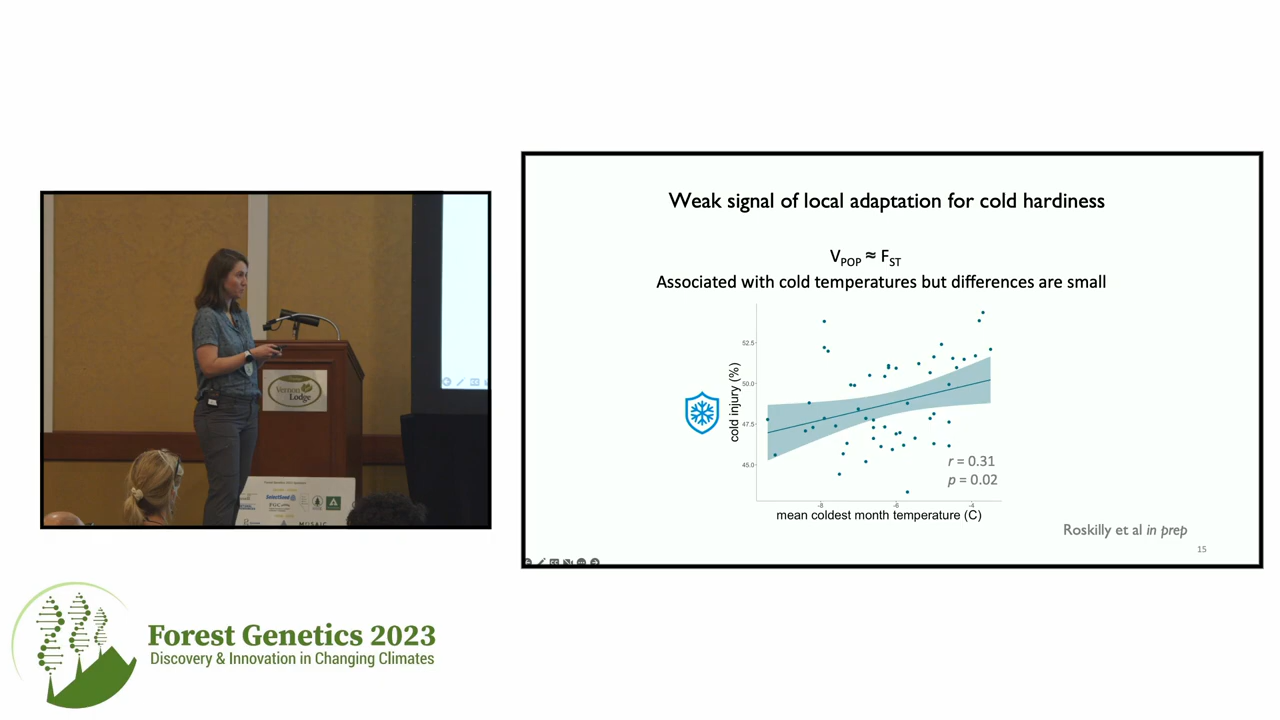 Weak signal of local adaptation for cold hardiness
VPOP ≈ FST
Associated with cold temperatures but differences are small
cold injury (%)
52.5
50.0
47.5
45.0
-8
-6
-4
r = 0.31
p = 0.02
mean coldest month temperature (C)
Roskilly et al in prep
15
Vernon
Lodge
SelectSeed
MOSAIC
Forest Genetics 2023
Discovery & Innovation in Changing Climates